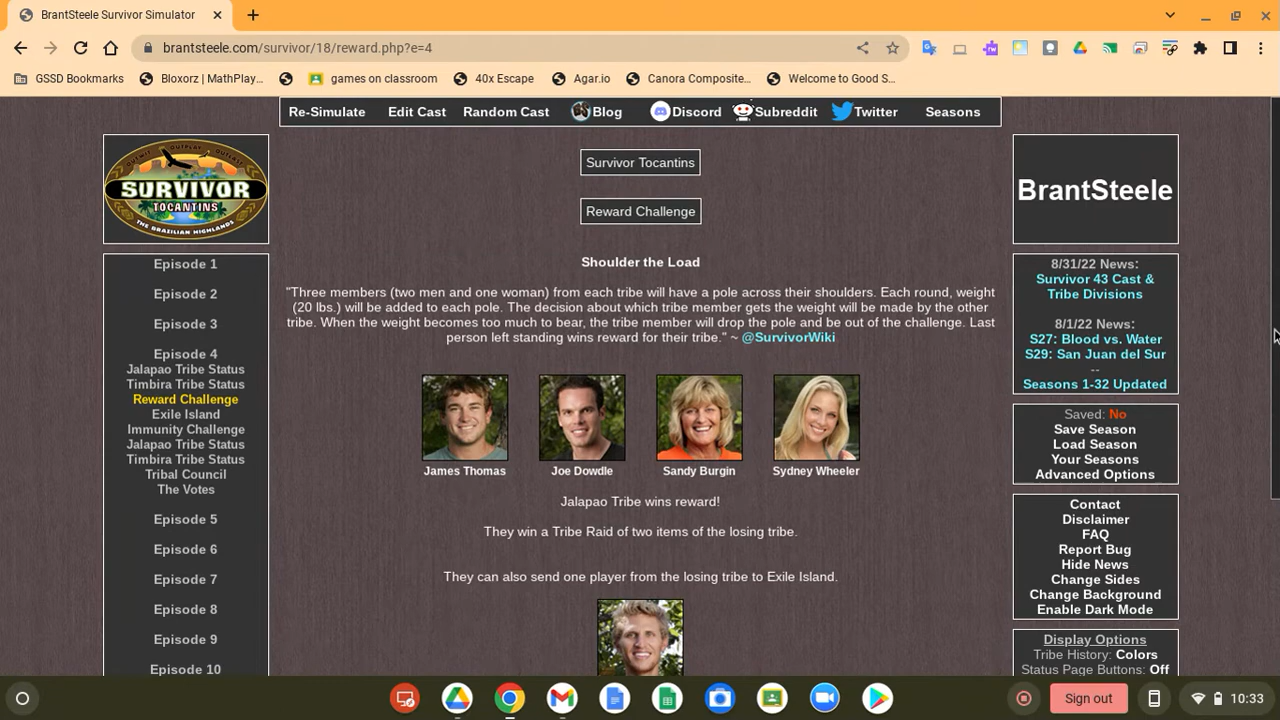 BrantSteele Survivor Simulator
brantsteele.com/survivor/18/reward.php?e=4
GSSD Bookmarks
Bloxorz | MathPlay...
games on classroom
40x Escape
Agar.io
Canora Composite...
Welcome to Good S...
Re-Simulate
Edit Cast
Random Cast
Blog
Discord
Subreddit
Twitter
Seasons
SURVIVOR
TOCANTINS
THE BRAZILIAN HIGHLANDS
OUTWIT OUTPLAY OUTLAST
Episode 1
Episode 2
Episode 3
Episode 4
Jalapao Tribe Status
Timbira Tribe Status
Reward Challenge
Exile Island
Immunity Challenge
Jalapao Tribe Status
Timbira Tribe Status
Tribal Council
The Votes
Episode 5
Episode 6
Episode 7
Episode 8
Episode 9
Episode 10
Survivor Tocantins
Reward Challenge
Shoulder the Load
"Three members (two men and one woman) from each tribe will have a pole across their shoulders. Each round, weight
(20 lbs.) will be added to each pole. The decision about which tribe member gets the weight will be made by the other
tribe. When the weight becomes too much to bear, the tribe member will drop the pole and be out of the challenge. Last
person left standing wins reward for their tribe." ~ @SurvivorWiki
James Thomas
Joe Dowdle
Sandy Burgin
Sydney Wheeler
Jalapao Tribe wins reward!
They win a Tribe Raid of two items of the losing tribe.
They can also send one player from the losing tribe to Exile Island.
BrantSteele
8/31/22 News:
Survivor 43 Cast &
Tribe Divisions
8/1/22 News:
S27: Blood vs. Water
S29: San Juan del Sur
--
Seasons 1-32 Updated
Saved: No
Save Season
Load Season
Your Seasons
Advanced Options
Contact
Disclaimer
FAQ
Report Bug
Hide News
Change Sides
Change Background
Enable Dark Mode
Display Options
Tribe History: Colors
Status Page Buttons: Off
Sign out
10:33